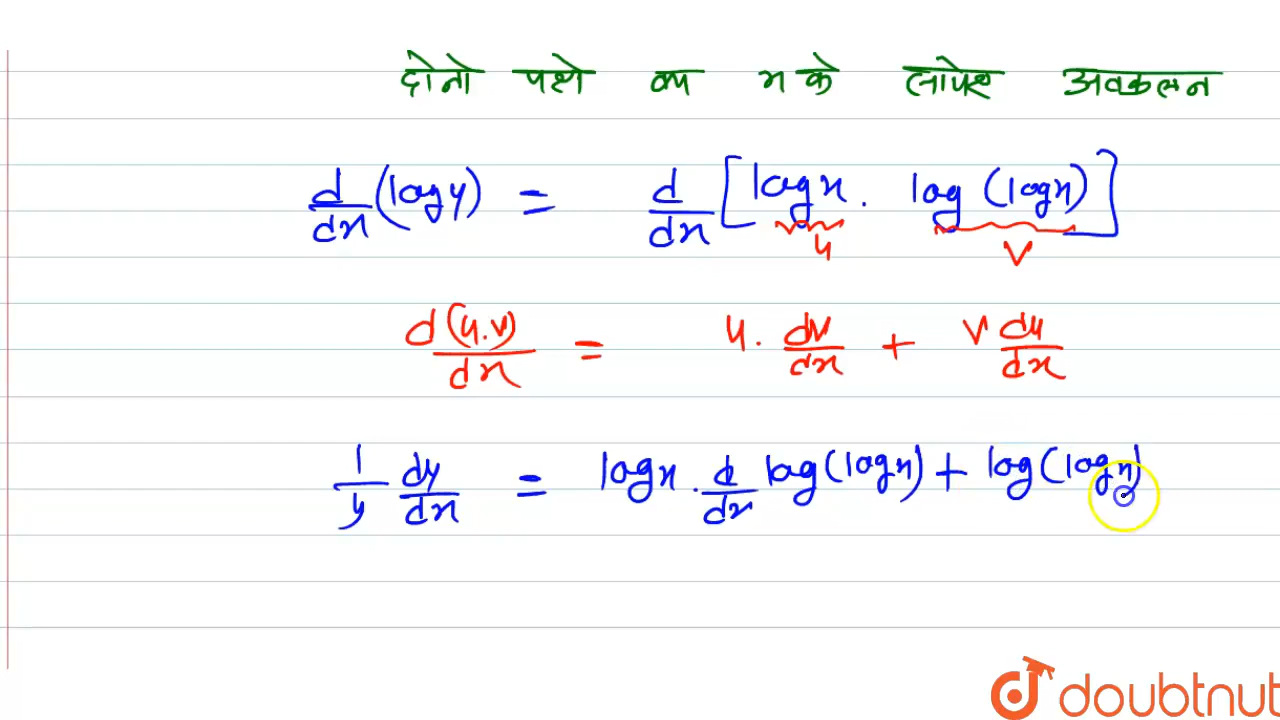 दोनो पक्षो का x के सापेक्ष अवकलन
d/dx (log y) = d/dx [log x . log (log x)]
u v
d(u.v)/dx = u . dv/dx + v du/dx
1/y dy/dx = log x . d/dx log (log x) + log (log x)
doubtnut